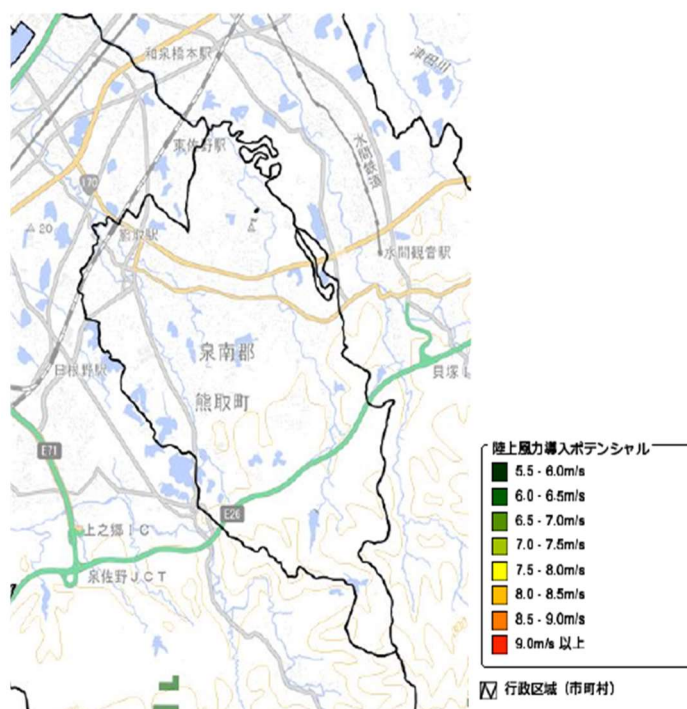 和泉橋本駅
津田川
東佐野駅
水間鉄道
170
20
熊取駅
水間観音駅
泉南郡
熊取町
日根野駅
貝塚I
E71
E26
上之郷IC
泉佐野JCT
陸上風力導入ポテンシャル
5.5 - 6.0m/s
6.0 - 6.5m/s
6.5 - 7.0m/s
7.0 - 7.5m/s
7.5 - 8.0m/s
8.0 - 8.5m/s
8.5 - 9.0m/s
9.0m/s 以上
行政区域 (市町村)